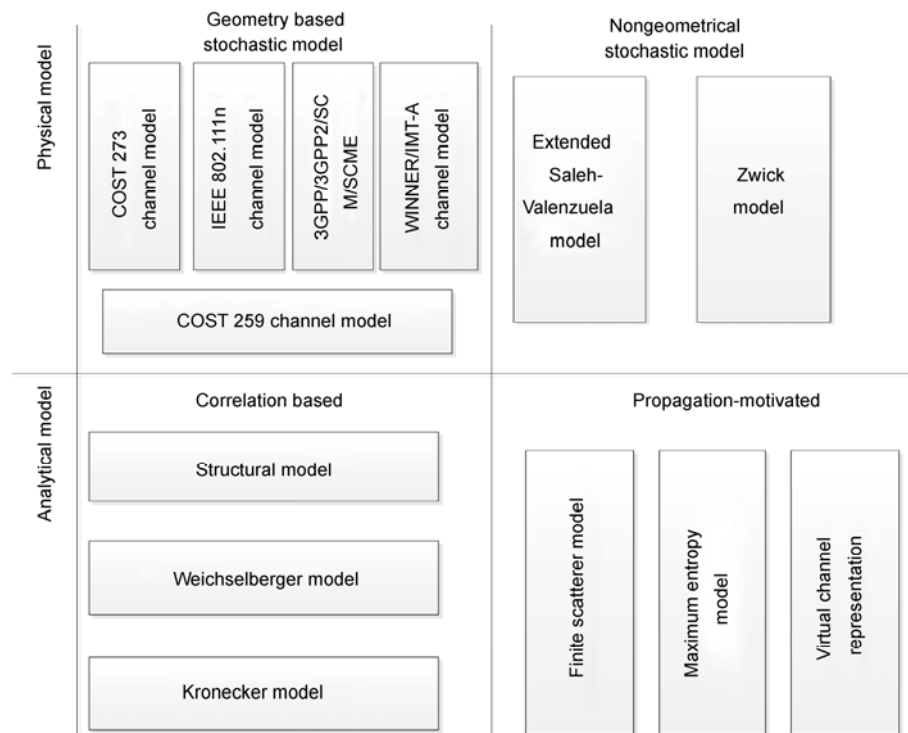 Physical model
Geometry based
stochastic model
COST 273
channel model
IEEE 802.111n
channel model
3GPP/3GPP2/SC
M/SCME
WINNER/IMT-A
channel model
COST 259 channel model
Nongeometrical
stochastic model
Extended
Saleh-
Valenzuela
model
Zwick
model
Analytical model
Correlation based
Structural model
Weichselberger model
Kronecker model
Propagation-motivated
Finite scatterer model
Maximum entropy
model
Virtual channel
representation